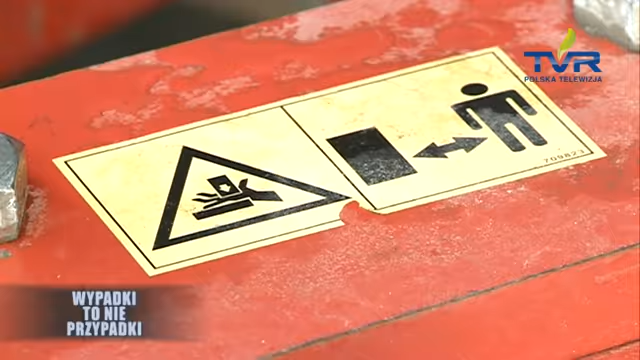 TVR
POLSKA TELEWIZJA
709823
WYPADKI
TO NIE
PRZYPADKI